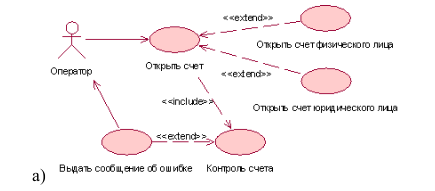 <<extend>>
Открыть счет физического лица
Оператор
Открыть счет
<<extend>>
Открыть счет юридического лица
<<include>>
<<extend>>
Выдать сообщение об ошибке
Контроль счета
а)